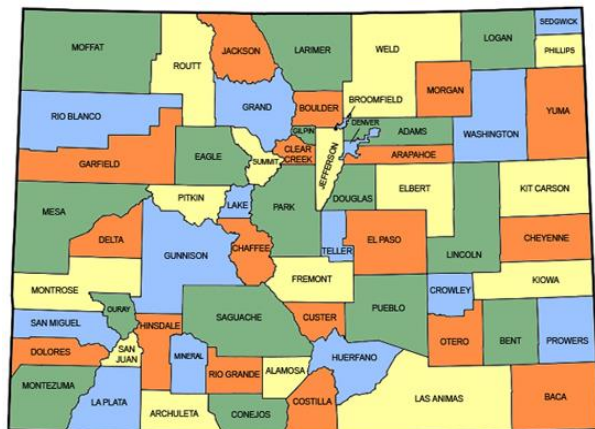 MOFFAT
ROUTT
JACKSON
LARIMER
WELD
LOGAN
SEDGWICK
PHILLIPS
RIO BLANCO
GRAND
BOULDER
BROOMFIELD
MORGAN
WASHINGTON
YUMA
GARFIELD
EAGLE
SUMMIT
GILPIN
CLEAR
CREEK
JEFFERSON
DENVER
ADAMS
ARAPAHOE
MESA
PITKIN
LAKE
PARK
DOUGLAS
ELBERT
KIT CARSON
DELTA
GUNNISON
CHAFFEE
TELLER
EL PASO
LINCOLN
CHEYENNE
MONTROSE
FREMONT
CROWLEY
KIOWA
OURAY
SAGUACHE
CUSTER
PUEBLO
SAN MIGUEL
HINSDALE
OTERO
BENT
PROWERS
DOLORES
SAN
JUAN
MINERAL
RIO GRANDE
ALAMOSA
HUERFANO
MONTEZUMA
LA PLATA
ARCHULETA
CONEJOS
COSTILLA
LAS ANIMAS
BACA